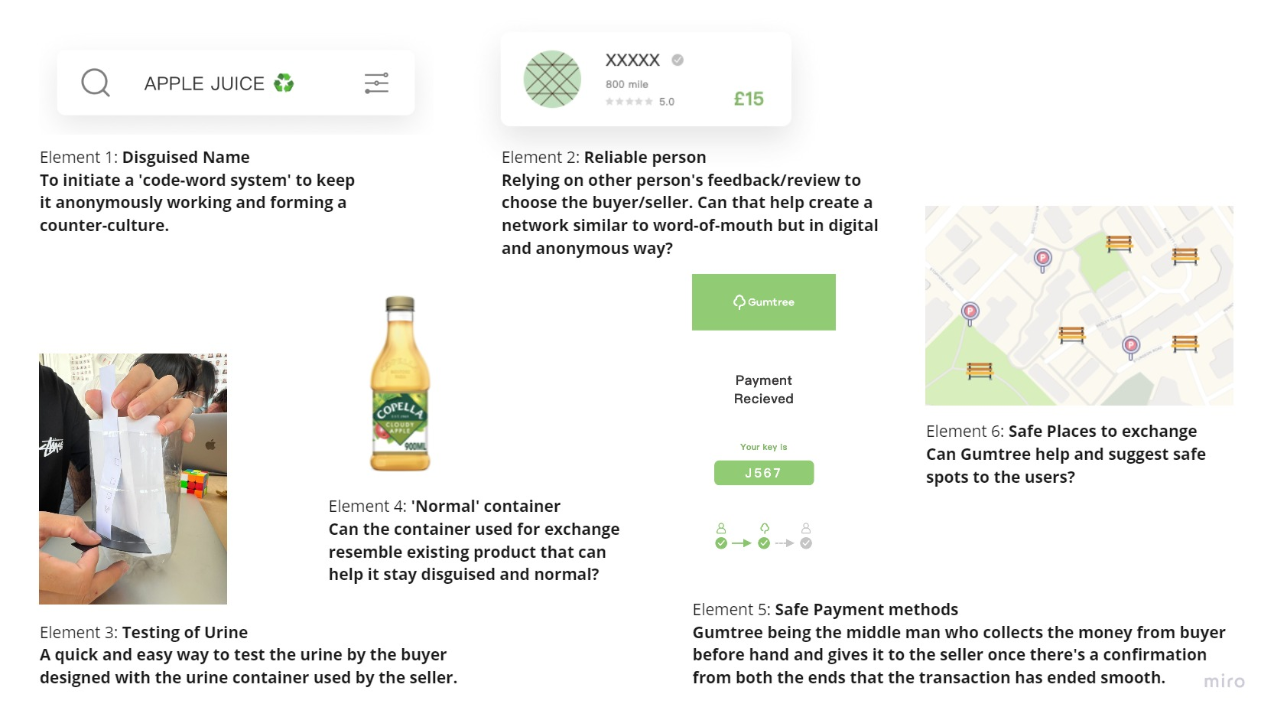 APPLE JUICE
XXXXX
800 mile
5.0
£15
Element 1: Disguised Name
To initiate a 'code-word system' to keep
it anonymously working and forming a
counter-culture.
Element 2: Reliable person
Relying on other person's feedback/review to
choose the buyer/seller. Can that help create a
network similar to word-of-mouth but in digital
and anonymous way?
COPELLA
CLOUDY
APPLE
900ML
Element 3: Testing of Urine
A quick and easy way to test the urine by the buyer
designed with the urine container used by the seller.
Element 4: 'Normal' container
Can the container used for exchange
resemble existing product that can
help it stay disguised and normal?
Gumtree
Payment
Recieved
Your key is
J567
Element 5: Safe Payment methods
Gumtree being the middle man who collects the money from buyer
before hand and gives it to the seller once there's a confirmation
from both the ends that the transaction has ended smooth.
P
P
P
Element 6: Safe Places to exchange
Can Gumtree help and suggest safe
spots to the users?
miro